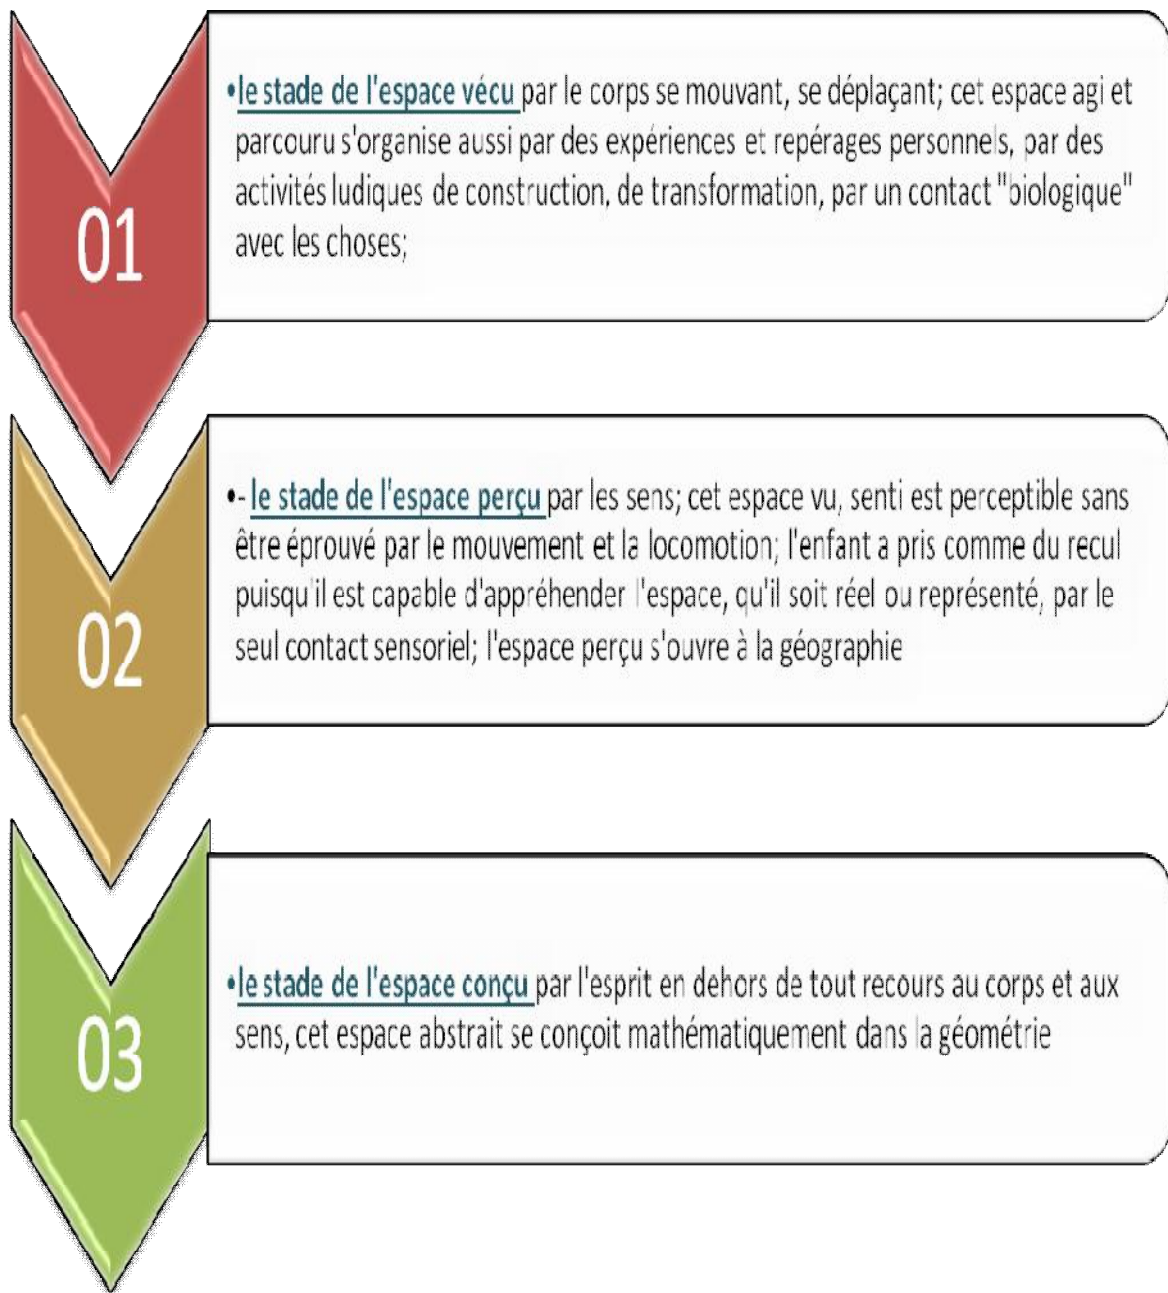 01
•le stade de l'espace vécu par le corps se mouvant, se déplaçant; cet espace agi et
parcouru s'organise aussi par des expériences et repérages personnels, par des
activités ludiques de construction, de transformation, par un contact "biologique"
avec les choses;
02
•- le stade de l'espace perçu par les sens; cet espace vu, senti est perceptible sans
être éprouvé par le mouvement et la locomotion; l'enfant a pris comme du recul
puisqu'il est capable d'appréhender l'espace, qu'il soit réel ou représenté, par le
seul contact sensoriel; l'espace perçu s'ouvre à la géographie
03
•le stade de l'espace conçu par l'esprit en dehors de tout recours au corps et aux
sens, cet espace abstrait se conçoit mathématiquement dans la géométrie